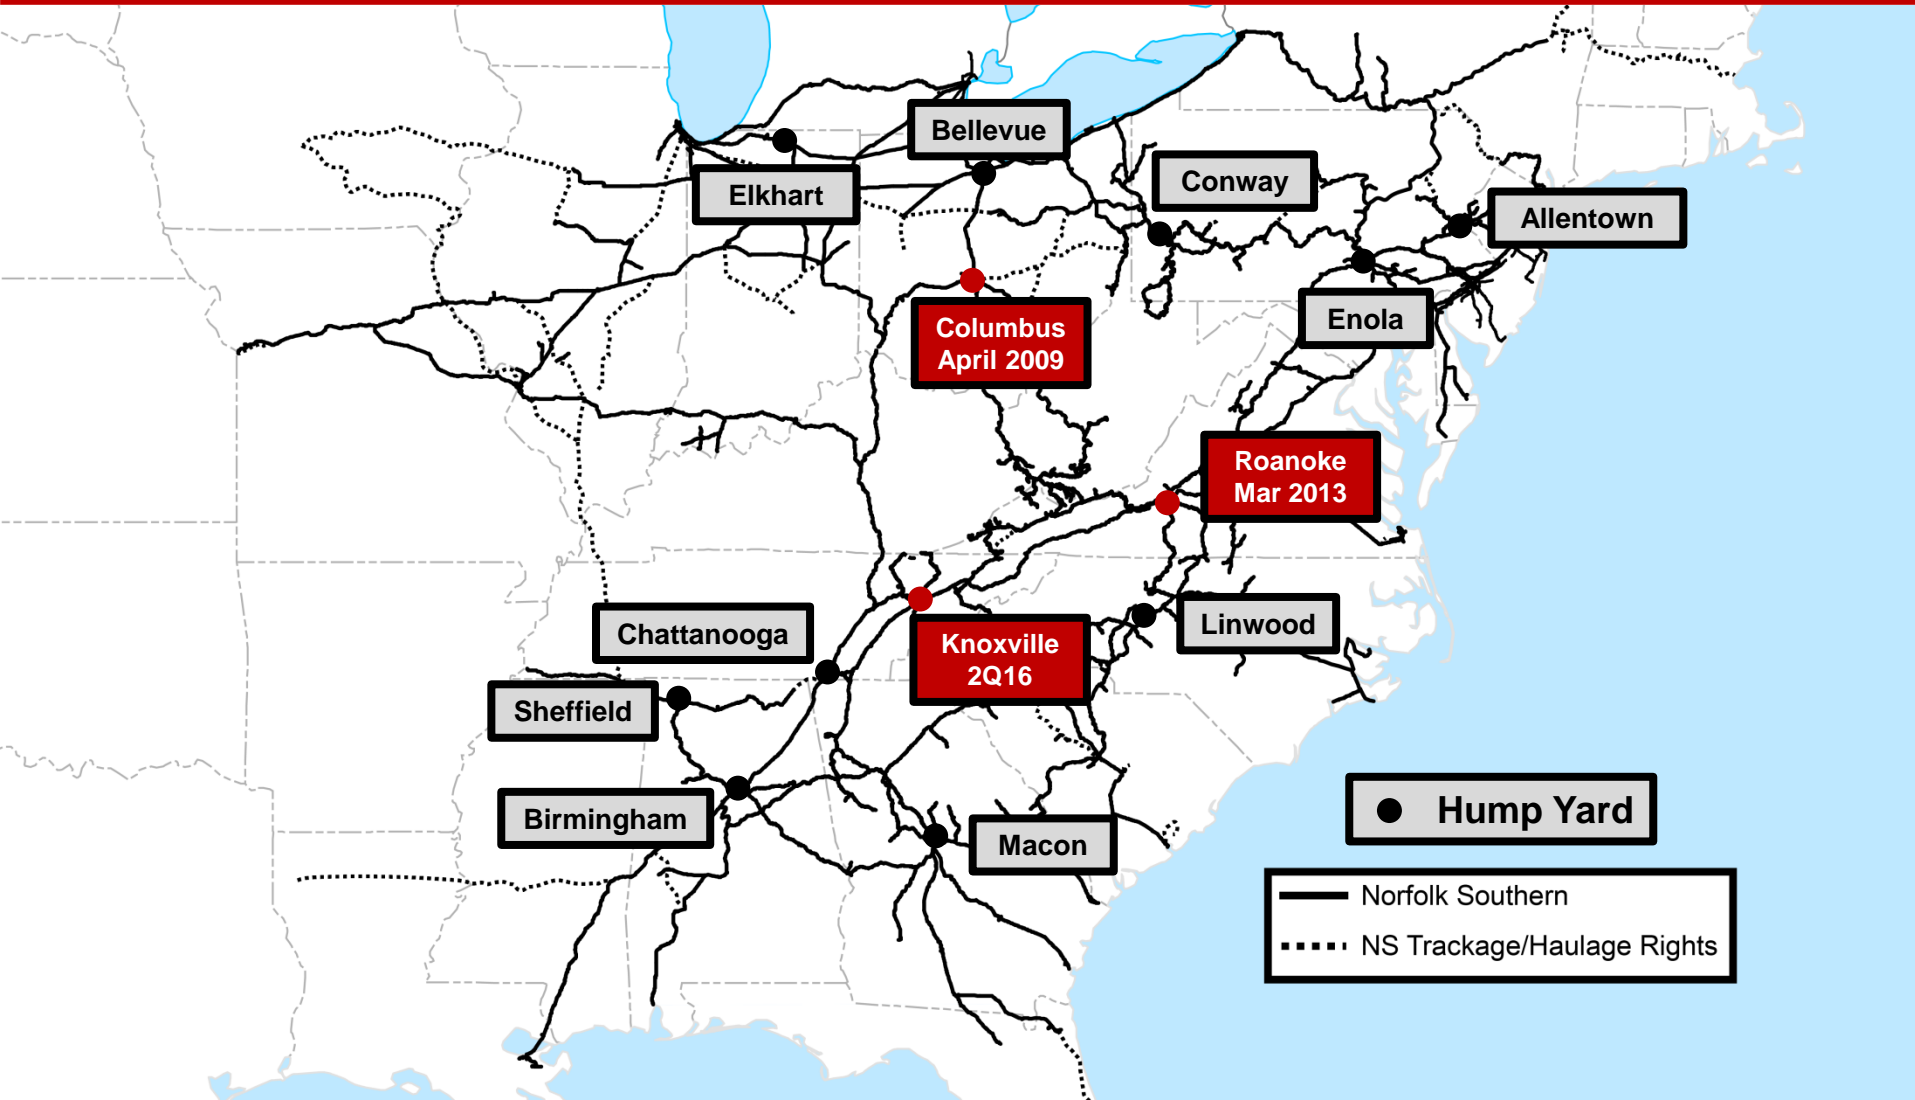 Bellevue
Elkhart
Conway
Allentown
Enola
Columbus
April 2009
Roanoke
Mar 2013
Chattanooga
Knoxville
2Q16
Linwood
Sheffield
Birmingham
Macon
Hump Yard
Norfolk Southern
NS Trackage/Haulage Rights